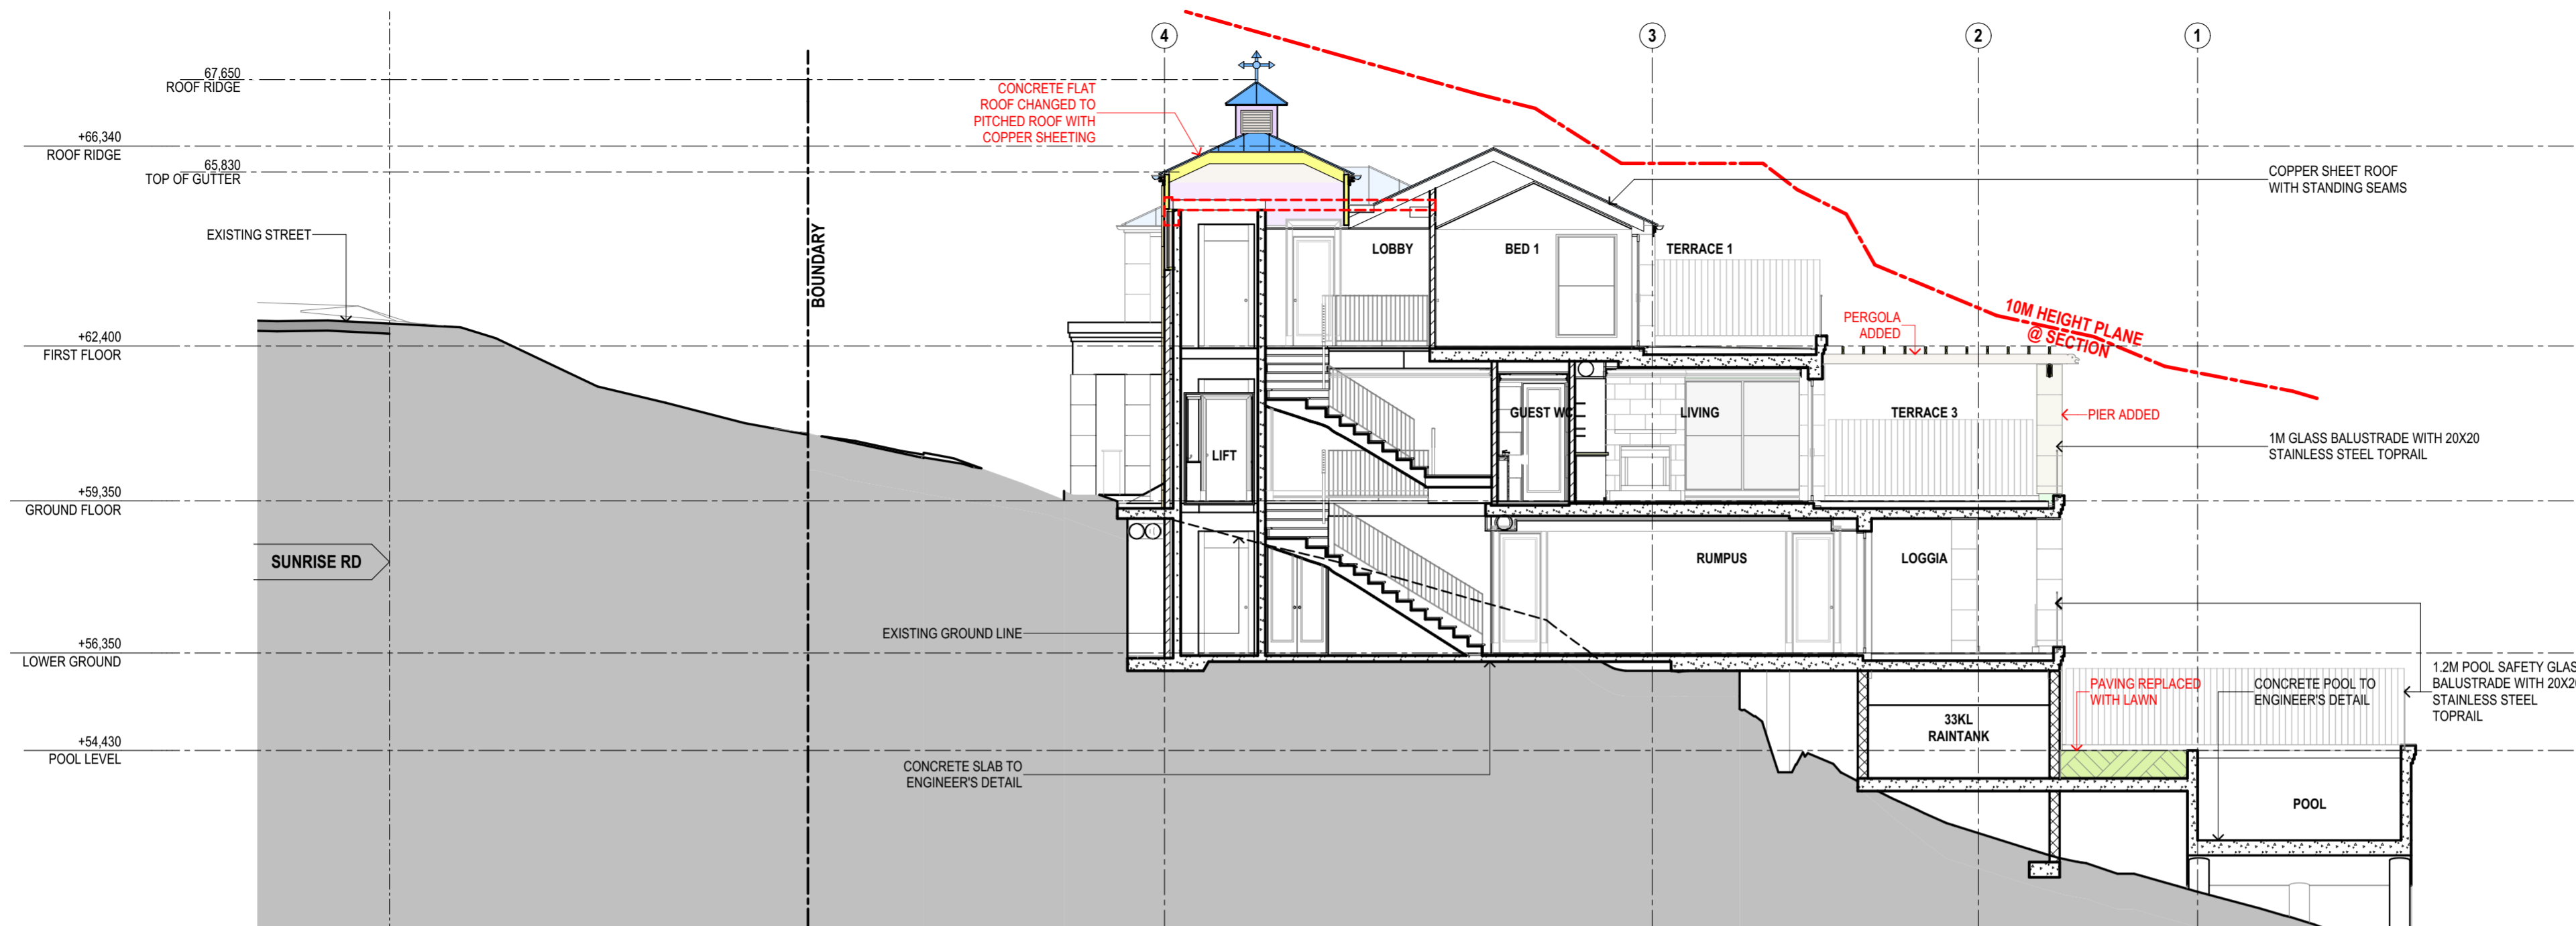 4
3
2
1
67,650
ROOF RIDGE
+66,340
ROOF RIDGE
65,830
TOP OF GUTTER
CONCRETE FLAT
ROOF CHANGED TO
PITCHED ROOF WITH
COPPER SHEETING
COPPER SHEET ROOF
WITH STANDING SEAMS
EXISTING STREET
BOUNDARY
LOBBY
BED 1
TERRACE 1
10M HEIGHT PLANE
@ SECTION
PERGOLA
ADDED
+62,400
FIRST FLOOR
GUEST WC
LIVING
TERRACE 3
PIER ADDED
1M GLASS BALUSTRADE WITH 20X20
STAINLESS STEEL TOPRAIL
LIFT
+59,350
GROUND FLOOR
SUNRISE RD
RUMPUS
LOGGIA
EXISTING GROUND LINE
+56,350
LOWER GROUND
1.2M POOL SAFETY GLAS
BALUSTRADE WITH 20X20
STAINLESS STEEL
TOPRAIL
PAVING REPLACED
WITH LAWN
CONCRETE POOL TO
ENGINEER'S DETAIL
33KL
RAINTANK
+54,430
POOL LEVEL
CONCRETE SLAB TO
ENGINEER'S DETAIL
POOL